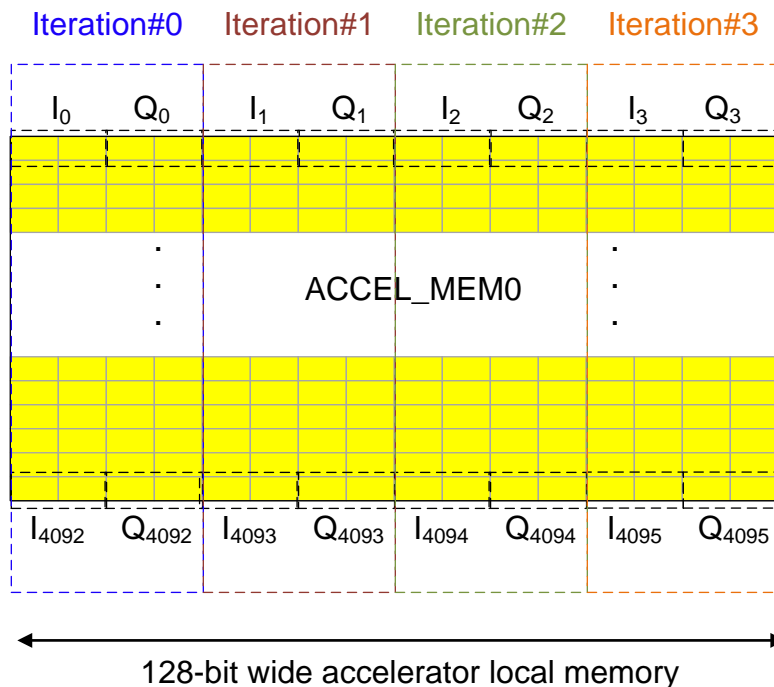 Iteration#0 Iteration#1 Iteration#2 Iteration#3
I0 Q0 I1 Q1 I2 Q2 I3 Q3
. .
. ACCEL_MEM0 .
. .
I4092 Q4092 I4093 Q4093 I4094 Q4094 I4095 Q4095
128-bit wide accelerator local memory